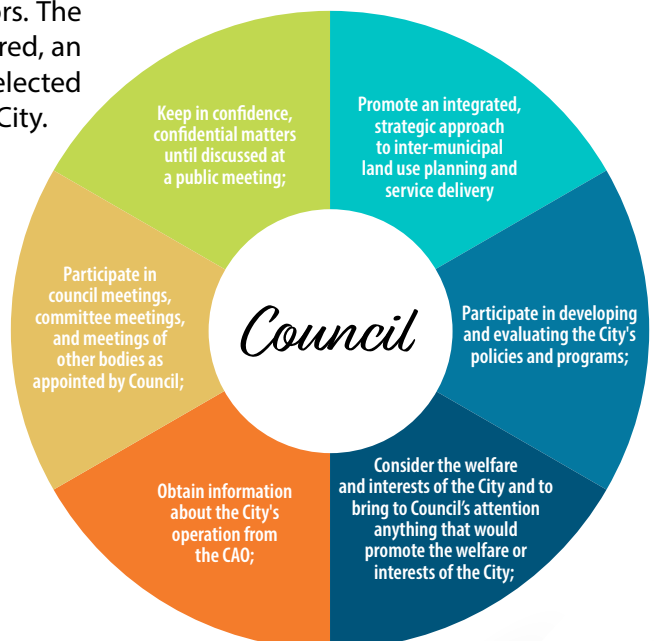 ors. The
red, an
elected
City.
Keep in confidence,
confidential matters
until discussed at
a public meeting;
Promote an integrated,
strategic approach
to inter-municipal
land use planning and
service delivery
Participate in
council meetings,
committee meetings,
and meetings of
other bodies as
appointed by Council;
Council
Participate in developing
and evaluating the City's
policies and programs;
Obtain information
about the City's
operation from
the CAO;
Consider the welfare
and interests of the City and to
bring to Council’s attention
anything that would
promote the welfare or
interests of the City;